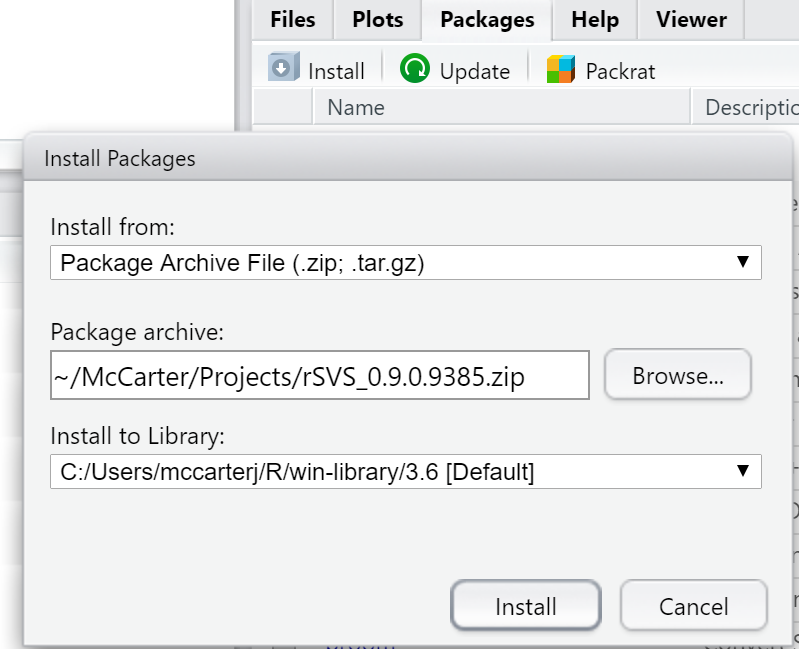 Files Plots Packages Help Viewer
Install Update Packrat
Name
Install Packages
Install from:
Package Archive File (.zip; .tar.gz)
Package archive:
~/McCarter/Projects/rSVS_0.9.0.9385.zip
Browse...
Install to Library:
C:/Users/mccarterj/R/win-library/3.6 [Default]
Install Cancel